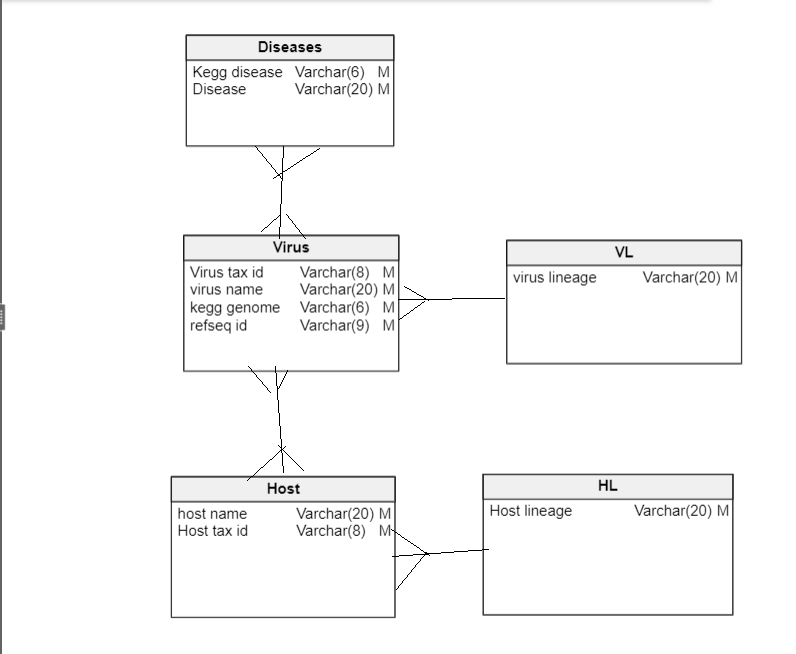 Diseases
Kegg disease Varchar(6) M
Disease Varchar(20) M
Virus
Virus tax id Varchar(8) M
virus name Varchar(20) M
kegg genome Varchar(6) M
refseq id Varchar(9) M
VL
virus lineage Varchar(20) M
Host
host name Varchar(20) M
Host tax id Varchar(8) M
HL
Host lineage Varchar(20) M